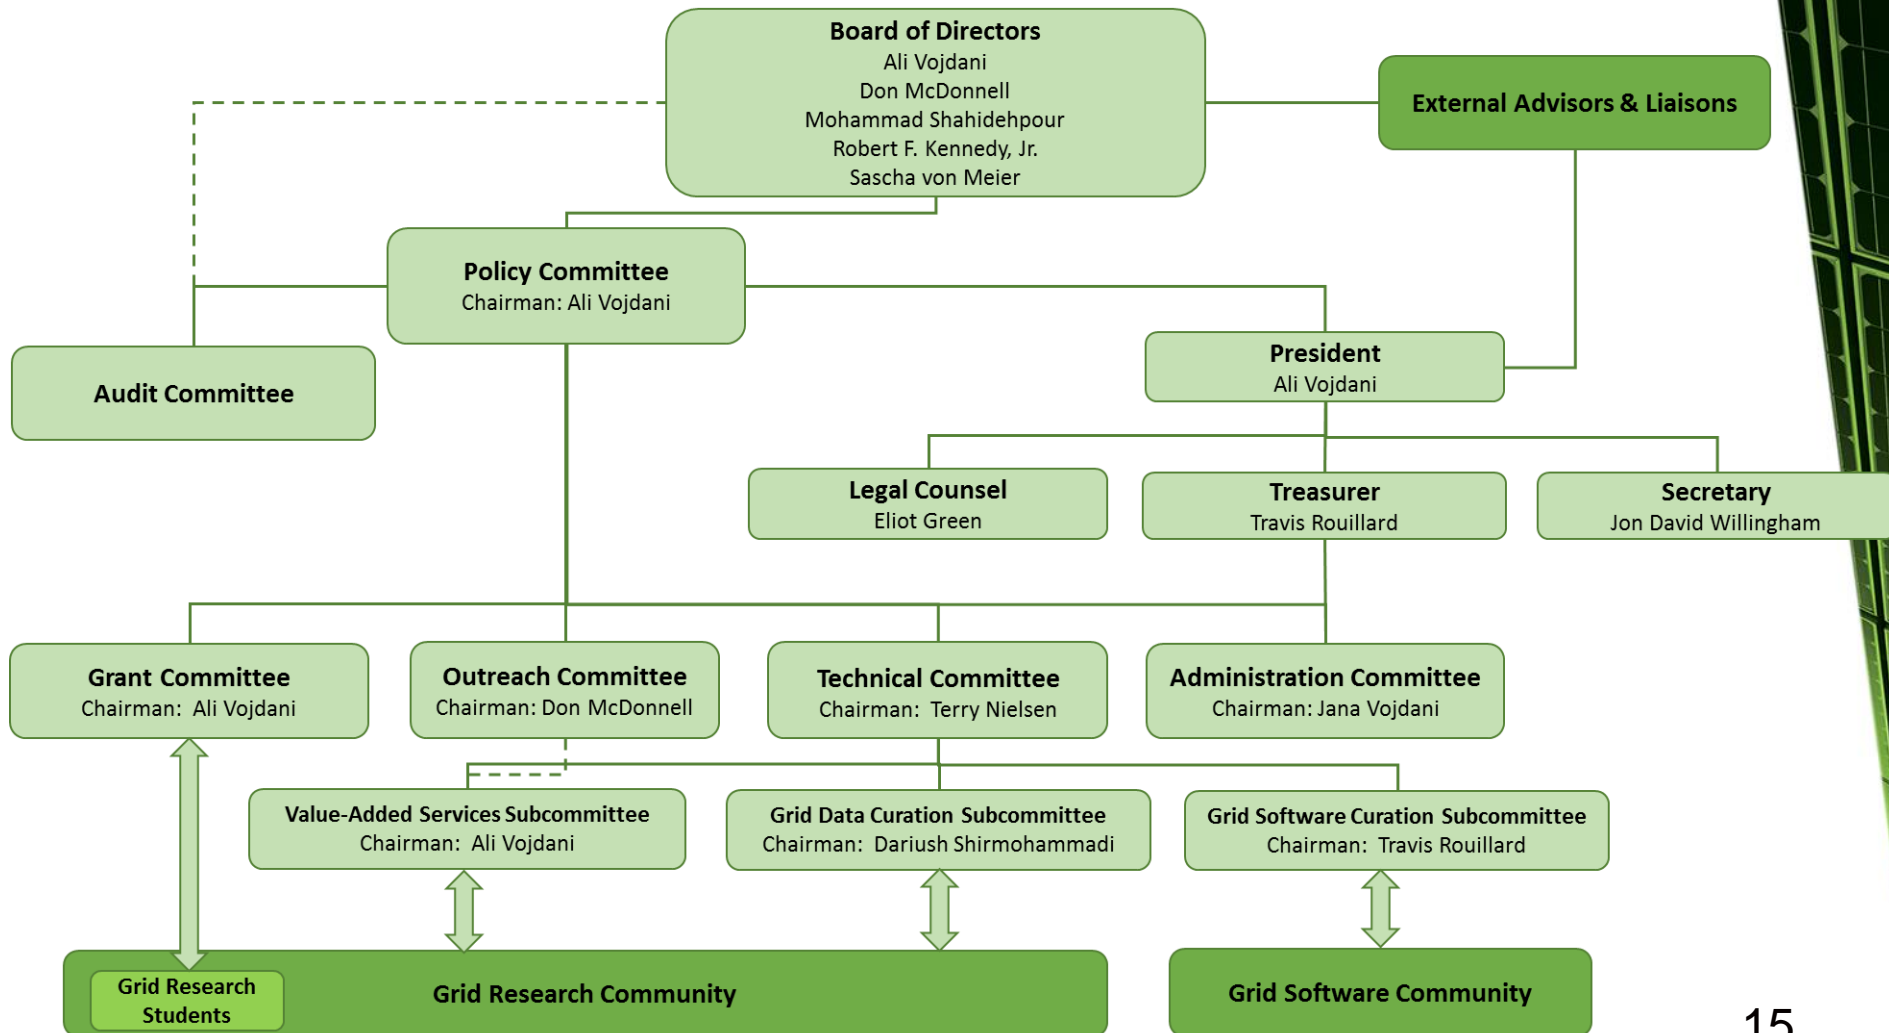 Board of Directors
Ali Vojdani
Don McDonnell
Mohammad Shahidehpour
Robert F. Kennedy, Jr.
Sascha von Meier
External Advisors & Liaisons
Policy Committee
Chairman: Ali Vojdani
Audit Committee
President
Ali Vojdani
Legal Counsel
Eliot Green
Treasurer
Travis Rouillard
Secretary
Jon David Willingham
Grant Committee
Chairman: Ali Vojdani
Outreach Committee
Chairman: Don McDonnell
Technical Committee
Chairman: Terry Nielsen
Administration Committee
Chairman: Jana Vojdani
Value-Added Services Subcommittee
Chairman: Ali Vojdani
Grid Data Curation Subcommittee
Chairman: Dariush Shirmohammadi
Grid Software Curation Subcommittee
Chairman: Travis Rouillard
Grid Research
Students
Grid Research Community
Grid Software Community
15